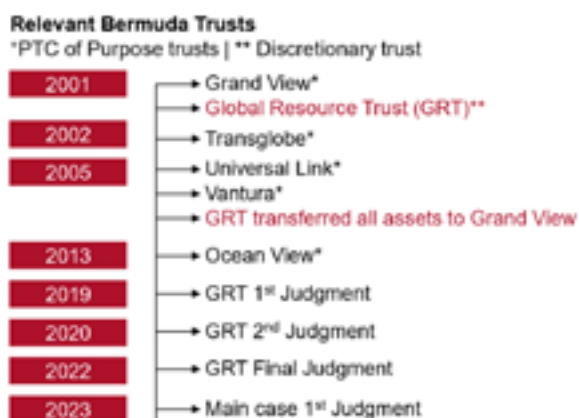 Relevant Bermuda Trusts
*PTC of Purpose trusts | ** Discretionary trust
2001
Grand View*
Global Resource Trust (GRT)**
2002
Transglobe*
2005
Universal Link*
Vantura*
GRT transferred all assets to Grand View
2013
Ocean View*
2019
GRT 1st Judgment
2020
GRT 2nd Judgment
2022
GRT Final Judgment
2023
Main case 1st Judgment